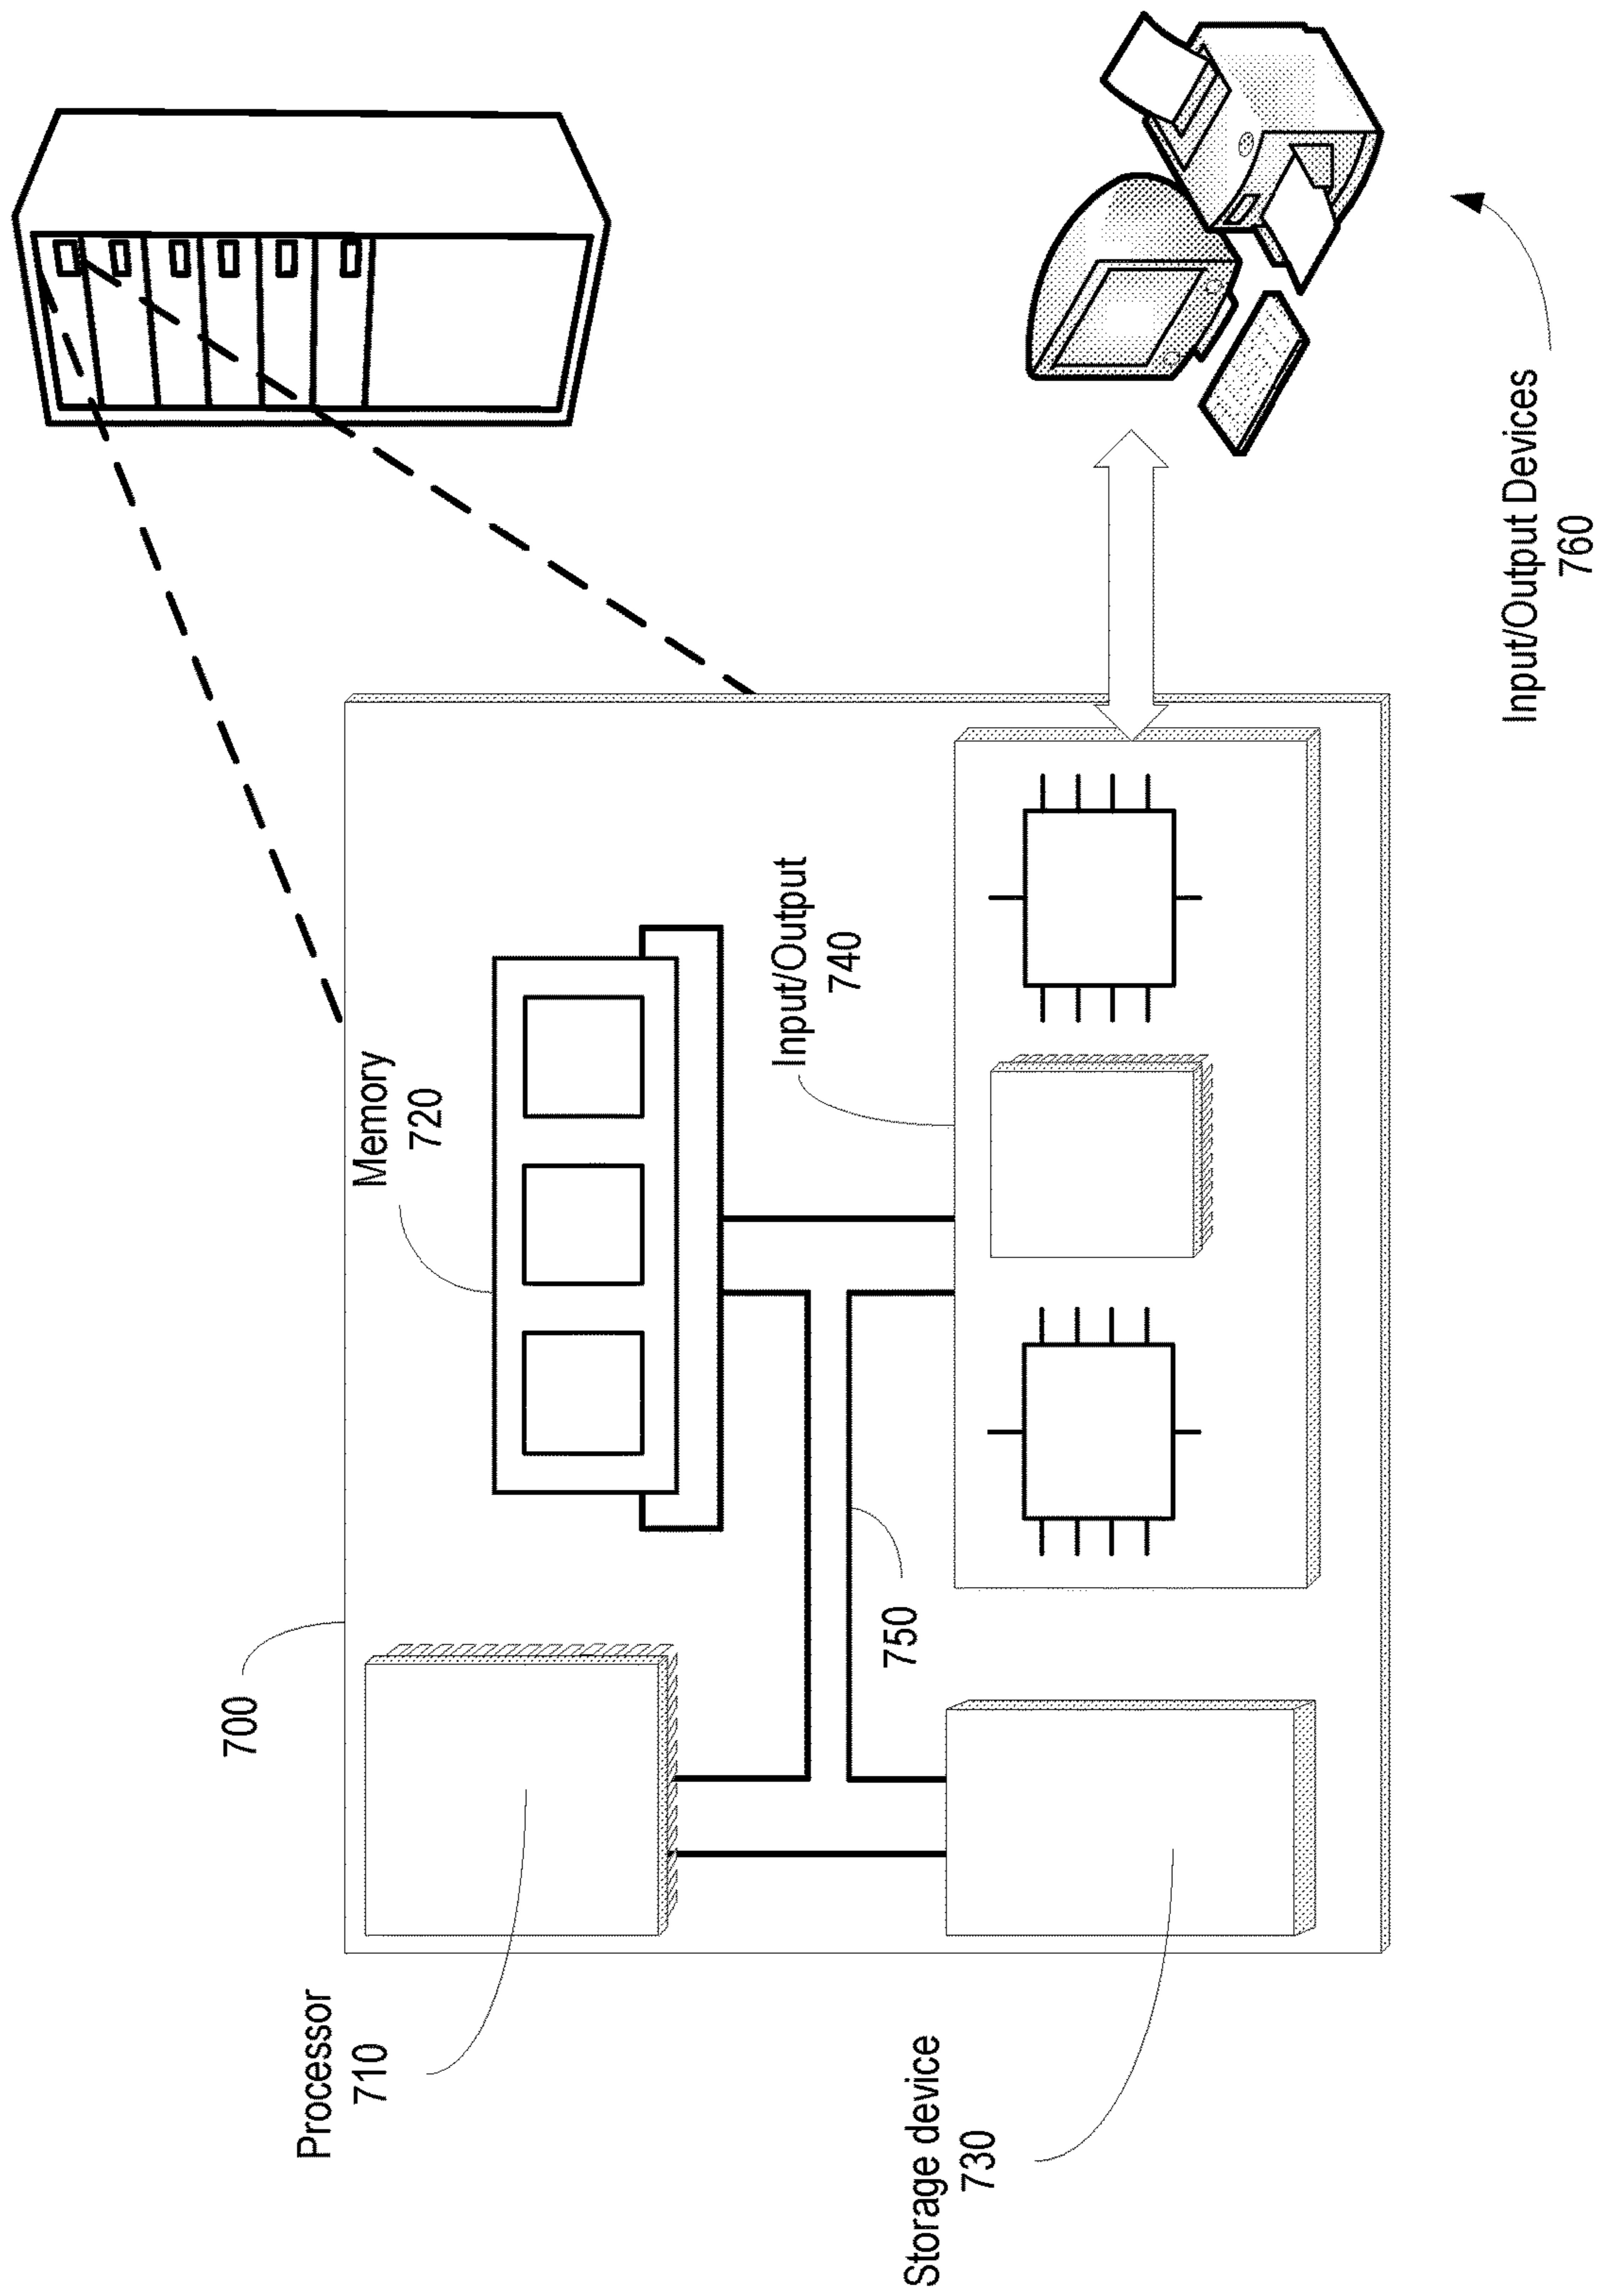 700
Processor
710
Memory
720
Input/Output
740
750
Storage device
730
Input/Output Devices
760